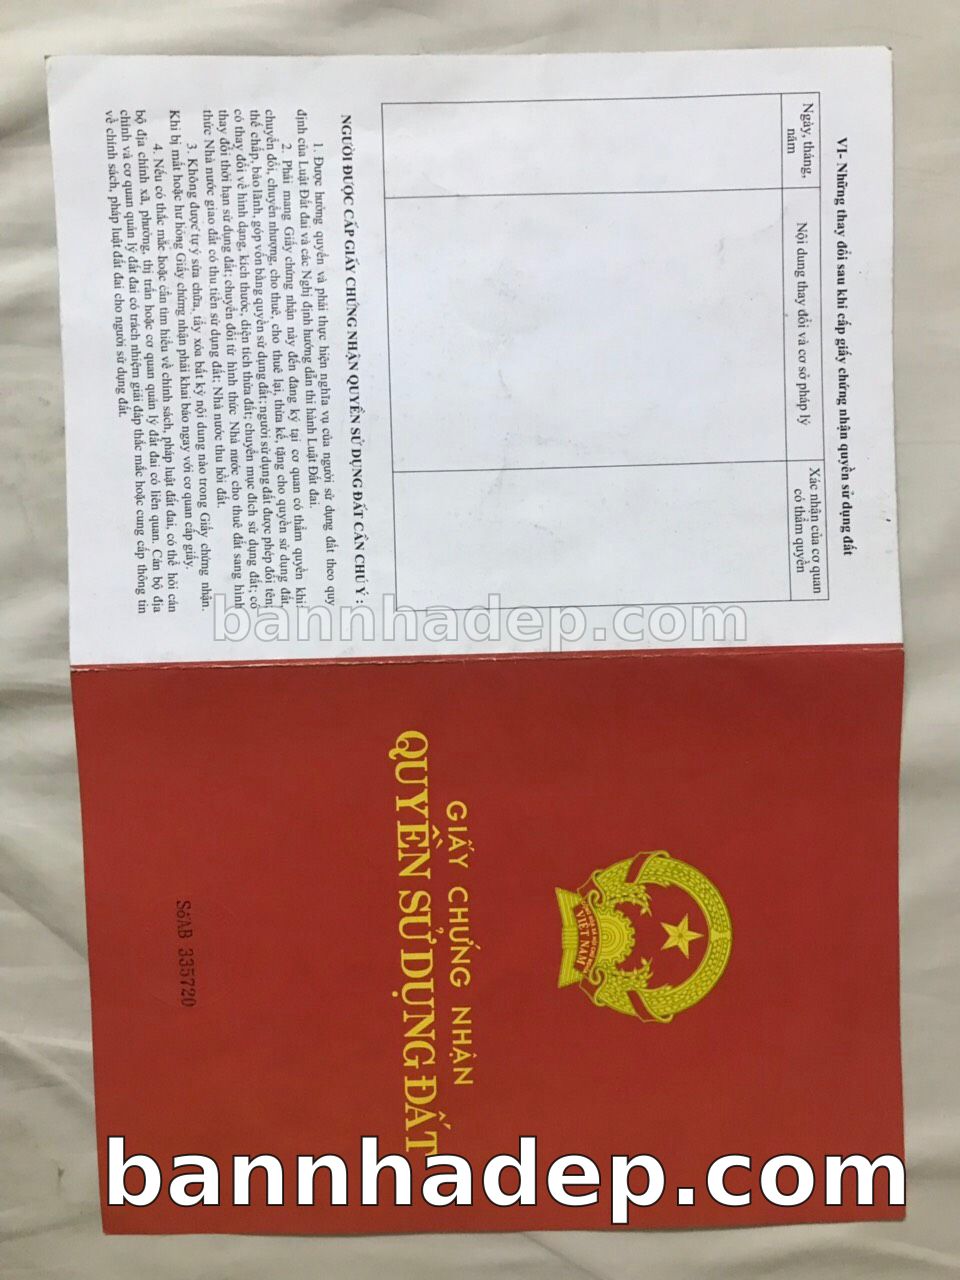 VI- Những thay đổi sau khi cấp giấy chứng nhận quyền sử dụng đất
Ngày, tháng, năm
Nội dung thay đổi và cơ sở pháp lý
Xác nhận của cơ quan có thẩm quyền
NGƯỜI ĐƯỢC CẤP GIẤY CHỨNG NHẬN QUYỀN SỬ DỤNG ĐẤT CẦN CHÚ Ý :
1. Được hưởng quyền và phải thực hiện nghĩa vụ của người sử dụng đất theo quy
định của Luật Đất đai và các Nghị định hướng dẫn thi hành Luật Đất đai.
2. Phải mang Giấy chứng nhận này đến đăng ký tại cơ quan có thẩm quyền khi:
chuyển đổi, chuyển nhượng, cho thuê, cho thuê lại, thừa kế, tặng cho quyền sử dụng đất,
thế chấp, bảo lãnh, góp vốn bằng quyền sử dụng đất; người sử dụng đất được phép đổi tên;
có thay đổi về hình dạng, kích thước, diện tích thửa đất; chuyển mục đích sử dụng đất; có
thay đổi thời hạn sử dụng đất; chuyển đổi từ hình thức Nhà nước cho thuê đất sang hình
thức Nhà nước giao đất có thu tiền sử dụng đất; Nhà nước thu hồi đất.
3. Không được tự ý sửa chữa, tẩy xóa bất kỳ nội dung nào trong Giấy chứng nhận.
Khi bị mất hoặc hư hỏng Giấy chứng nhận phải khai báo ngay với cơ quan cấp giấy.
4. Nếu có thắc mắc hoặc cần tìm hiểu về chính sách, pháp luật đất đai, có thể hỏi cán
bộ địa chính xã, phường, thị trấn hoặc cơ quan quản lý đất đai có liên quan. Cán bộ địa
chính và cơ quan quản lý đất đai có trách nhiệm giải đáp thắc mắc hoặc cung cấp thông tin
về chính sách, pháp luật đất đai cho người sử dụng đất.
bannhadep.com
VIỆT NAM
GIẤY CHỨNG NHẬN
QUYỀN SỬ DỤNG ĐẤT
Số AB 335720
bannhadep.com